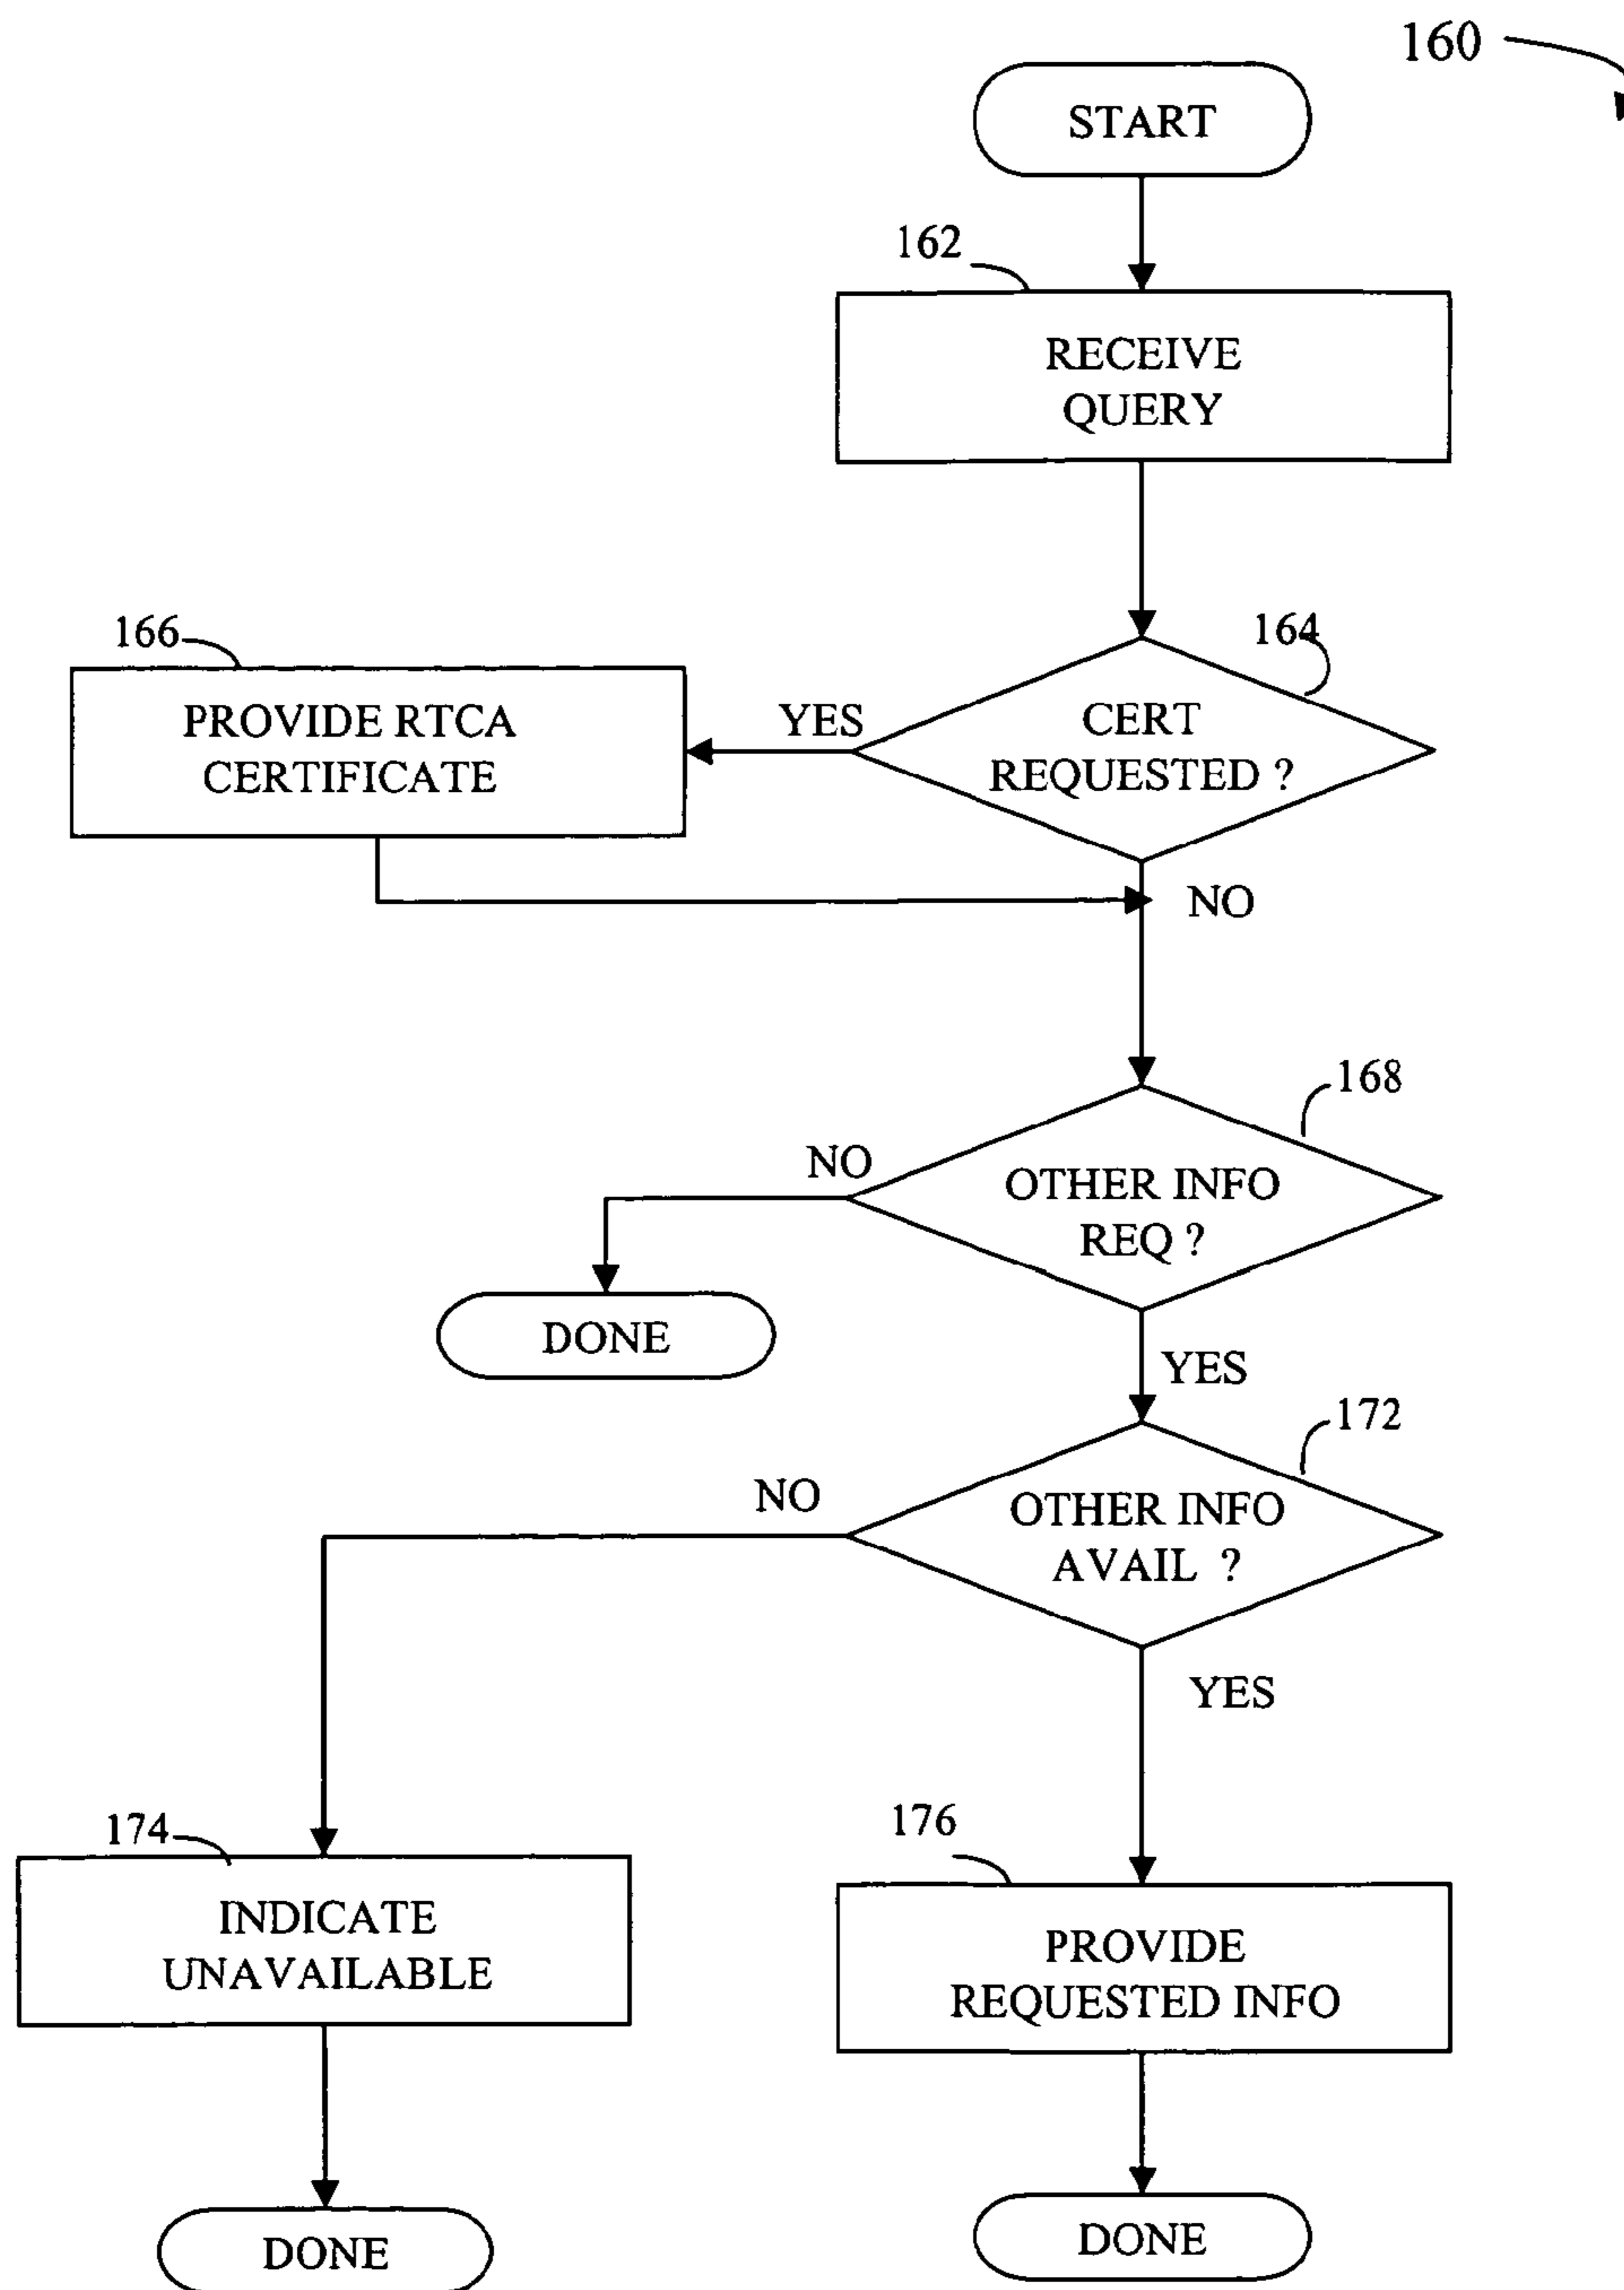 160
START
162
RECEIVE
QUERY
166
164
PROVIDE RTCA
CERTIFICATE
YES
CERT
REQUESTED ?
NO
168
NO
OTHER INFO
REQ ?
DONE
YES
172
NO
OTHER INFO
AVAIL ?
YES
174
176
INDICATE
UNAVAILABLE
PROVIDE
REQUESTED INFO
DONE
DONE